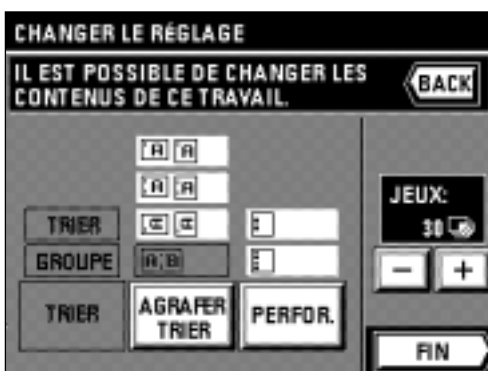 CHANGER LE RÉGLAGE
IL EST POSSIBLE DE CHANGER LES
CONTENUS DE CE TRAVAIL.
BACK
A A
A A
TRIER
A A
GROUPE
A B
TRIER
AGRAFER
TRIER
PERFOR.
JEUX:
30
− +
FIN